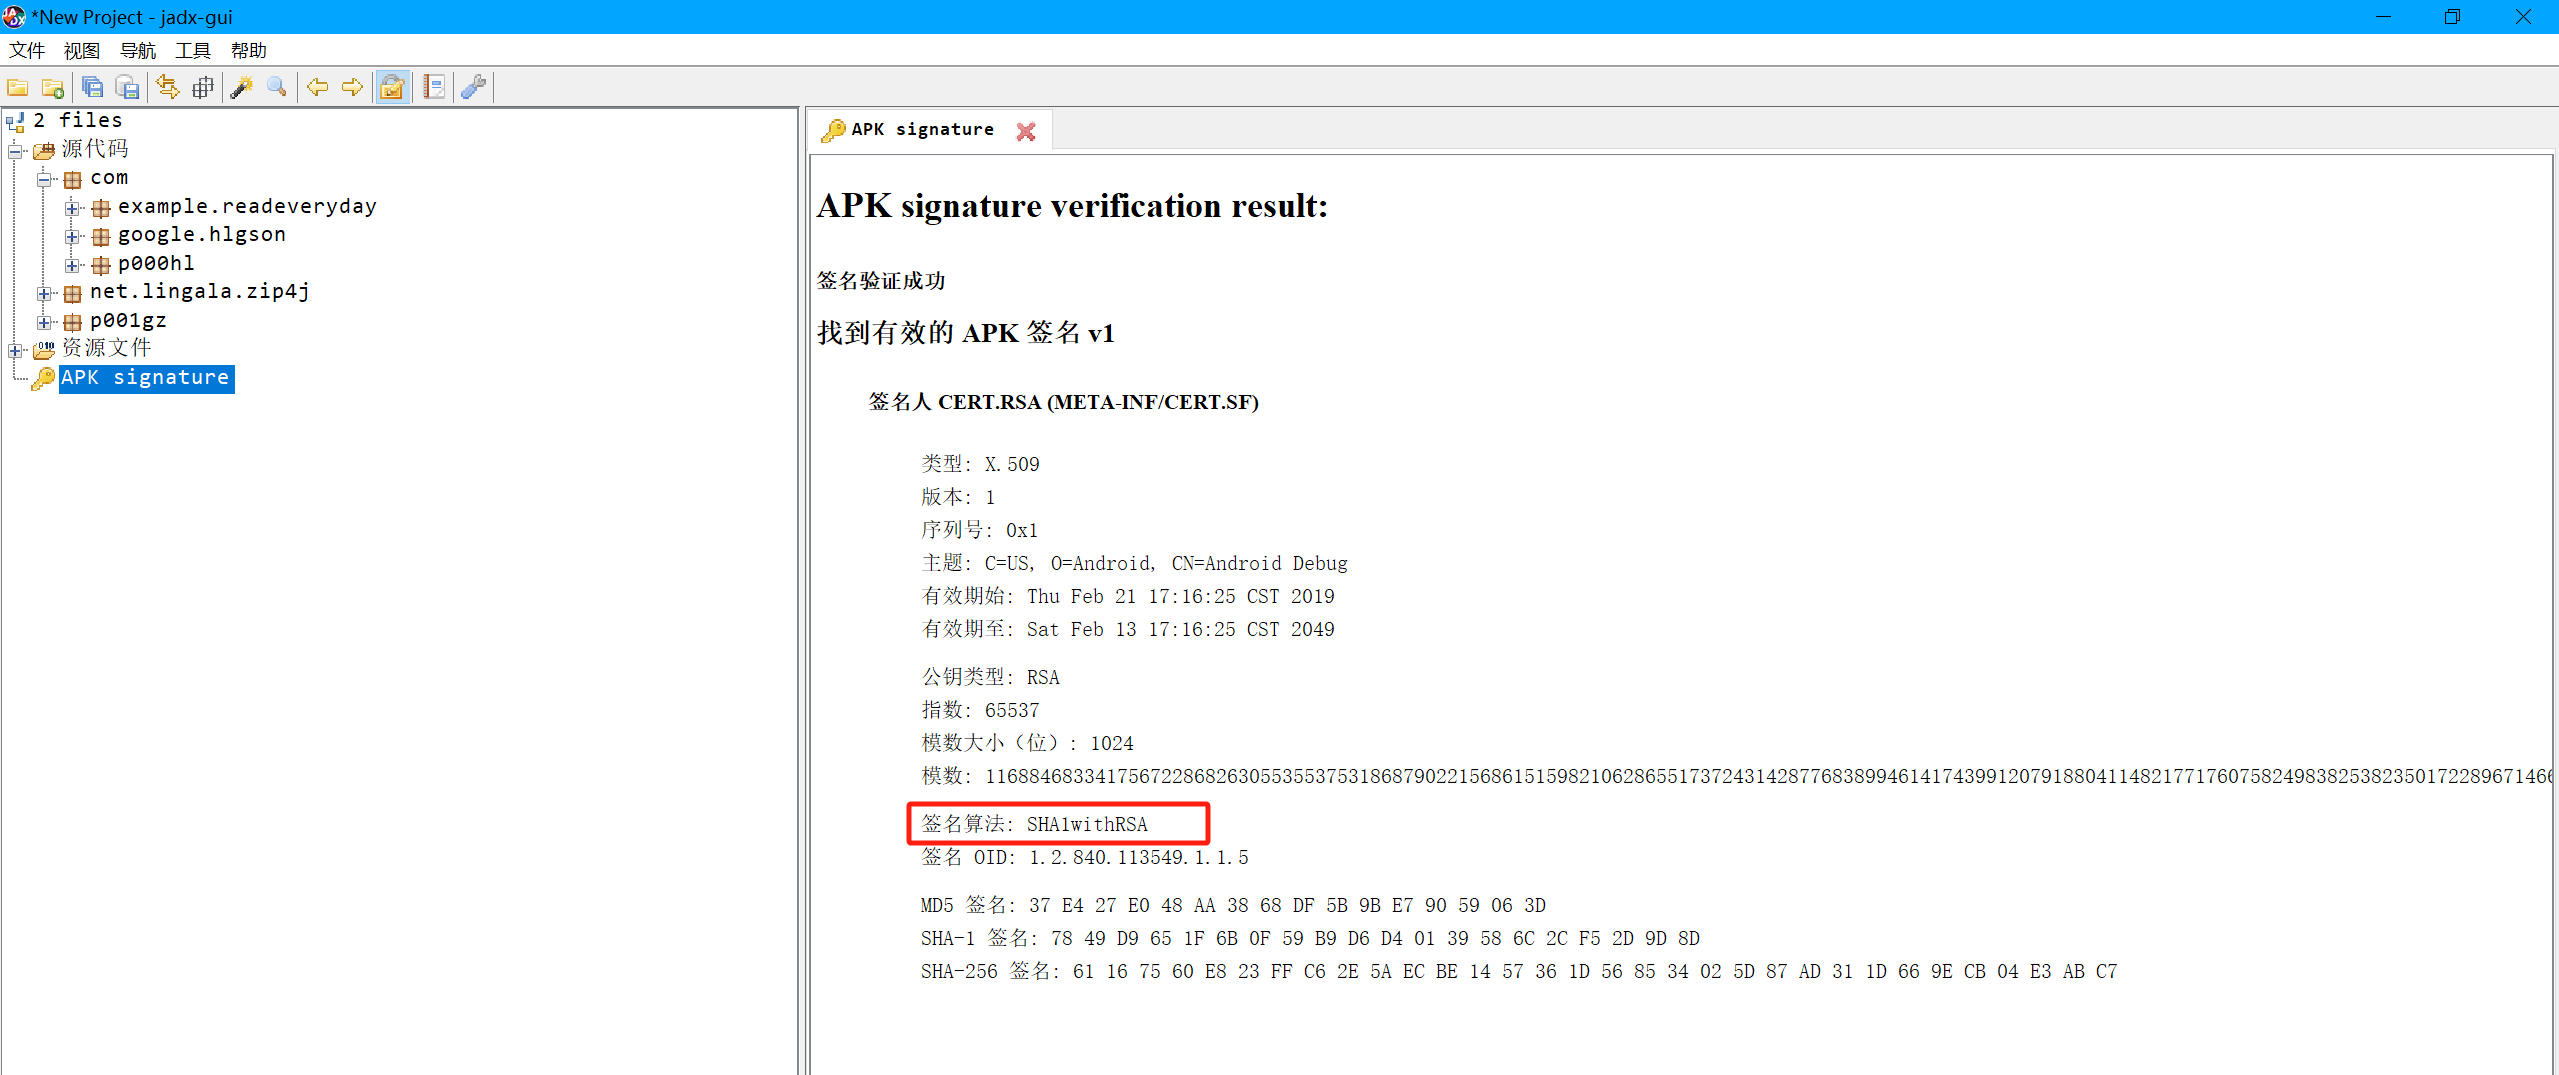 *New Project - jadx-gui
文件 视图 导航 工具 帮助
2 files
源代码
com
example.readeveryday
google.hlgson
p000hl
net.lingala.zip4j
p001gz
资源文件
APK signature
APK signature
APK signature verification result:
签名验证成功
找到有效的 APK 签名 v1
签名人 CERT.RSA (META-INF/CERT.SF)
类型: X.509
版本: 1
序列号: 0x1
主题: C=US, O=Android, CN=Android Debug
有效期始: Thu Feb 21 17:16:25 CST 2019
有效期至: Sat Feb 13 17:16:25 CST 2049
公钥类型: RSA
指数: 65537
模数大小（位）: 1024
模数: 11688468334175672286826305535537531868790221568615159821062865517372431428776838994614174399120791880411482177176075824983825382350172289671466
签名算法: SHA1withRSA
签名 OID: 1.2.840.113549.1.1.5
MD5 签名: 37 E4 27 E0 48 AA 38 68 DF 5B 9B E7 90 59 06 3D
SHA-1 签名: 78 49 D9 65 1F 6B 0F 59 B9 D6 D4 01 39 58 6C 2C F5 2D 9D 8D
SHA-256 签名: 61 16 75 60 E8 23 FF C6 2E 5A EC BE 14 57 36 1D 56 85 34 02 5D 87 AD 31 1D 66 9E CB 04 E3 AB C7